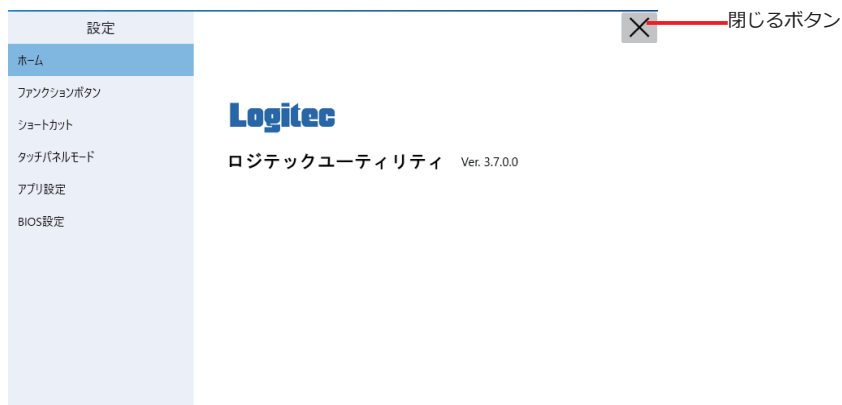 設定
閉じるボタン
ホーム
ファンクションボタン
ショートカット
タッチパネルモード
アプリ設定
BIOS設定
Logitec
ロジテックユーティリティ Ver. 3.7.0.0